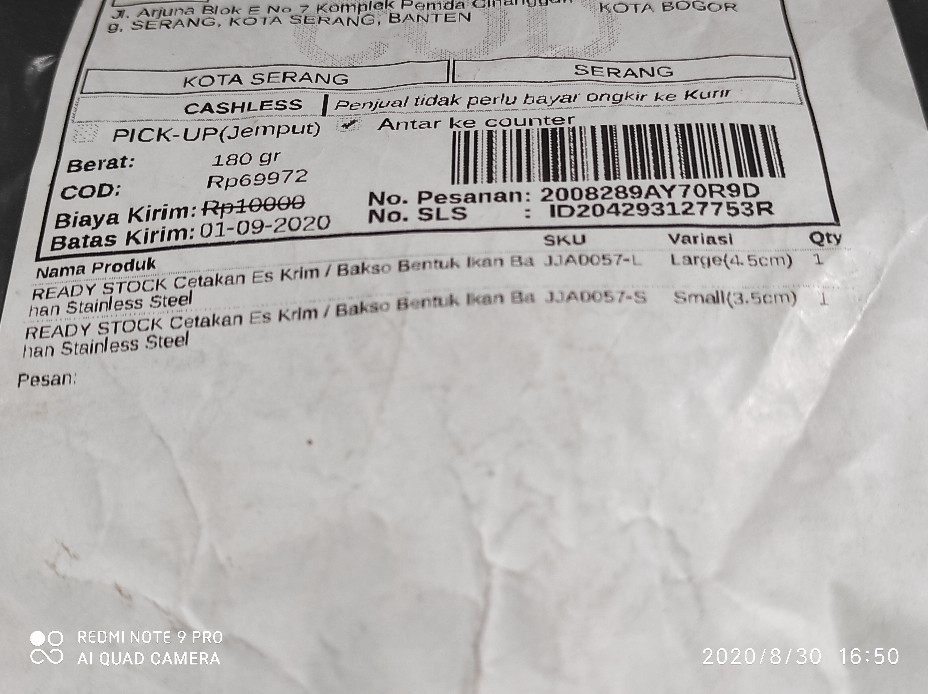 Jl. Arjuna Blok E No 7 Komplek Pemda
KOTA BOGOR
g, SERANG, KOTA SERANG, BANTEN
COD
KOTA SERANG
SERANG
CASHLESS
Penjual tidak perlu bayar ongkir ke Kurir
PICK-UP(Jemput)
Antar ke counter
Berat: 180 gr
COD: Rp69972
Biaya Kirim: Rp10000
Batas Kirim: 01-09-2020
No. Pesanan: 2008289AY70R9D
No. SLS : ID204293127753R
Nama Produk SKU Variasi Qty
READY STOCK Cetakan Es Krim / Bakso Bentuk Ikan Ba JJA0057-L Large(4.5cm) 1
han Stainless Steel
READY STOCK Cetakan Es Krim / Bakso Bentuk Ikan Ba JJA0057-S Small(3.5cm) 1
han Stainless Steel
Pesan:
REDMI NOTE 9 PRO
AI QUAD CAMERA
2020/8/30 16:50